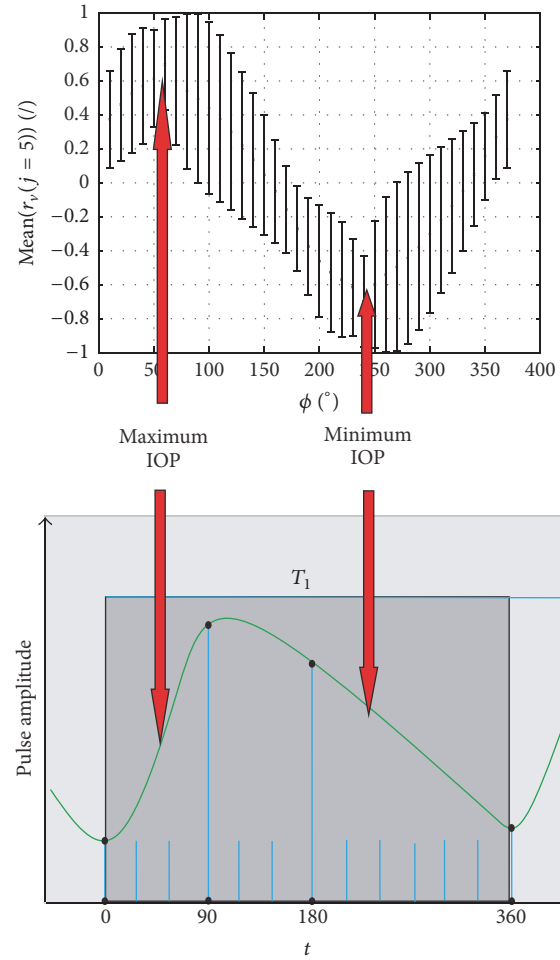 1
0.8
0.6
0.4
0.2
0
−0.2
−0.4
−0.6
−0.8
−1
Mean(r_v(j = 5)) (/)
0 50 100 150 200 250 300 350 400
ϕ (°)
Maximum IOP
Minimum IOP
T_1
Pulse amplitude
0 90 180 360
t